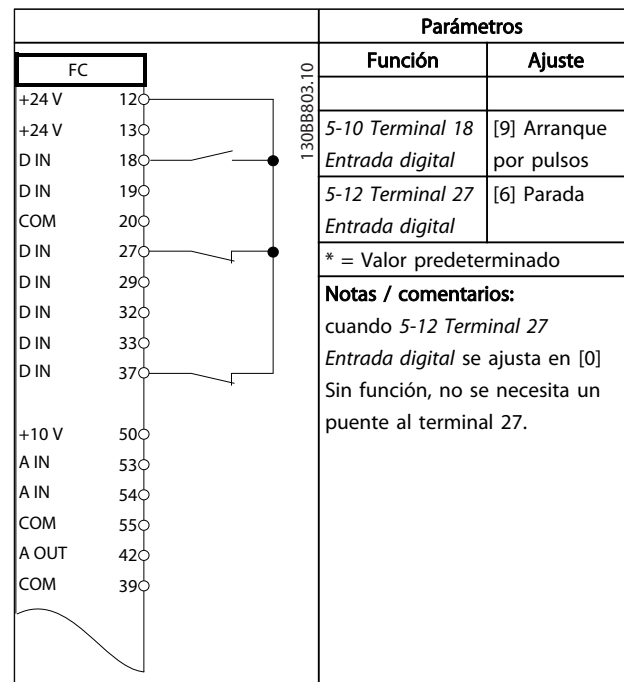 FC
+24 V 12
+24 V 13
D IN 18
D IN 19
COM 20
D IN 27
D IN 29
D IN 32
D IN 33
D IN 37
+10 V 50
A IN 53
A IN 54
COM 55
A OUT 42
COM 39
130BB803.10
Parámetros
Función Ajuste
5-10 Terminal 18 [9] Arranque
Entrada digital por pulsos
5-12 Terminal 27 [6] Parada
Entrada digital
* = Valor predeterminado
Notas / comentarios:
cuando 5-12 Terminal 27
Entrada digital se ajusta en [0]
Sin función, no se necesita un
puente al terminal 27.